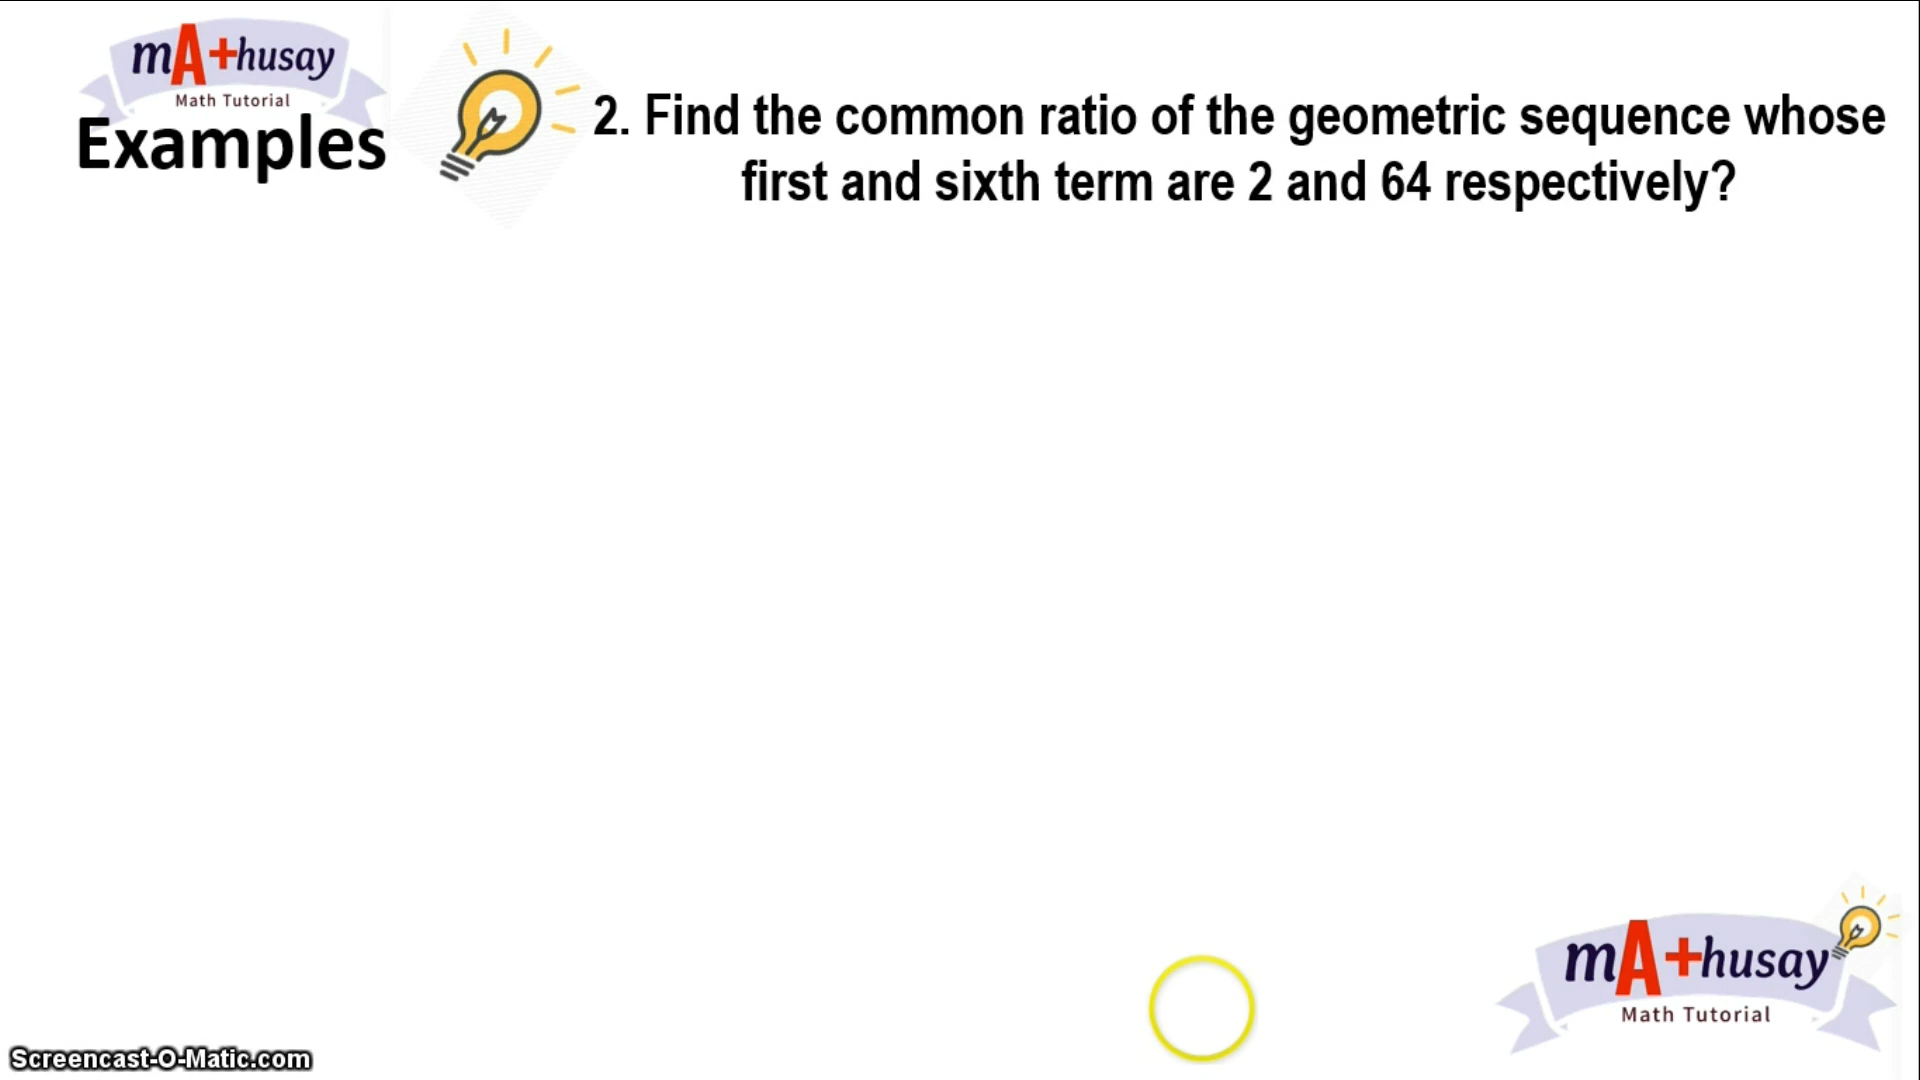 mA+husay
Math Tutorial
Examples
2. Find the common ratio of the geometric sequence whose
first and sixth term are 2 and 64 respectively?
mA+husay
Math Tutorial
Screencast-O-Matic.com